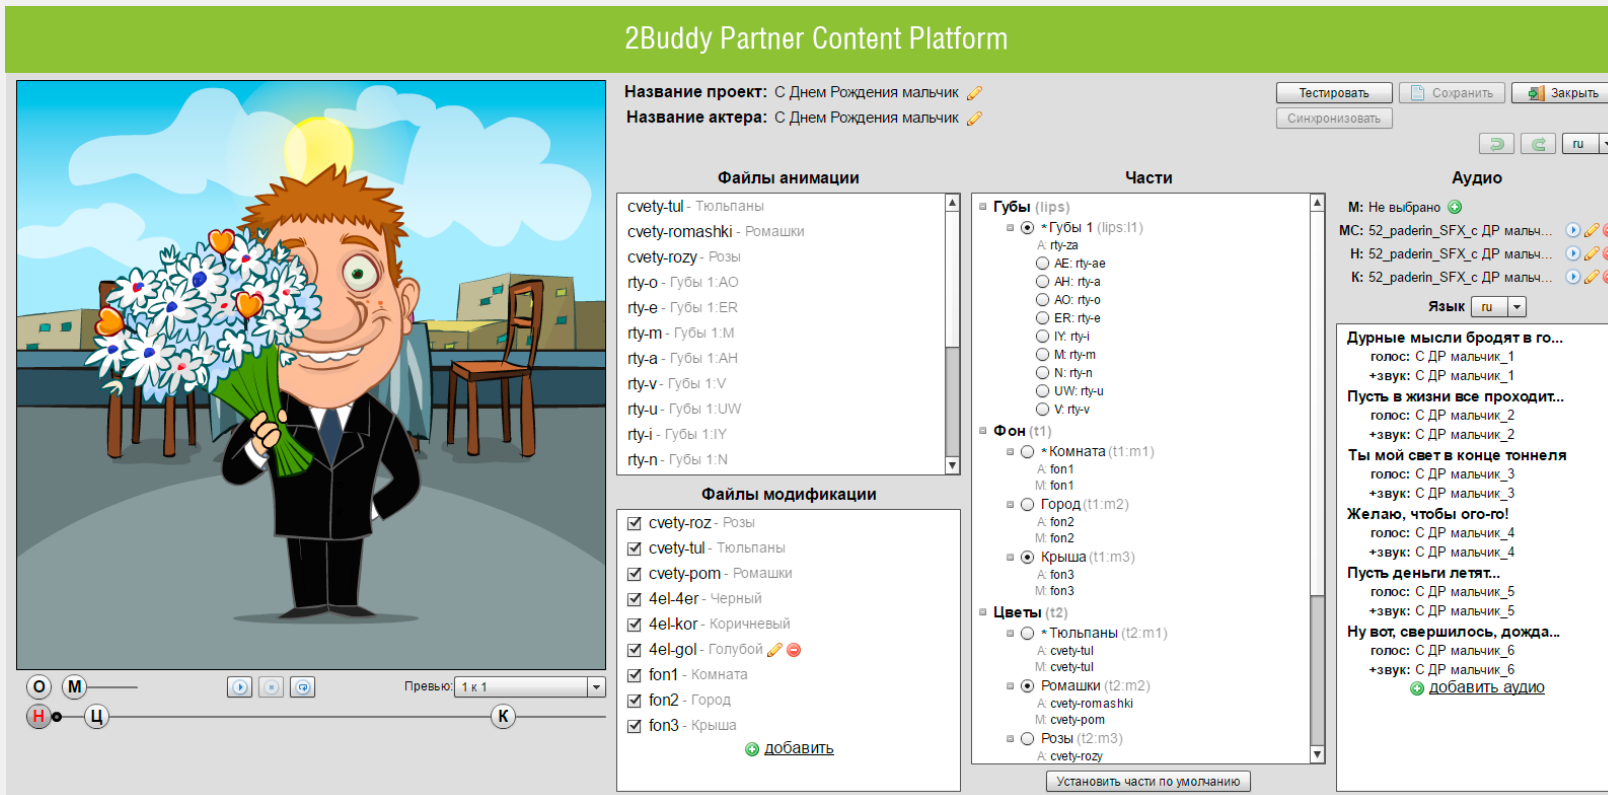 2Buddy Partner Content Platform
Название проект: С Днем Рождения мальчик
Название актера: С Днем Рождения мальчик
Тестировать
Сохранить
Закрыть
Синхронизовать
ru
Файлы анимации
cvety-tul - Тюльпаны
cvety-romashki - Ромашки
cvety-rozy - Розы
rty-o - Губы 1:AO
rty-e - Губы 1:ER
rty-m - Губы 1:M
rty-a - Губы 1:AH
rty-v - Губы 1:V
rty-u - Губы 1:UW
rty-i - Губы 1:IY
rty-n - Губы 1:N
Файлы модификации
cvety-roz - Розы
cvety-tul - Тюльпаны
cvety-pom - Ромашки
4el-4er - Черный
4el-kor - Коричневый
4el-gol - Голубой
fon1 - Комната
fon2 - Город
fon3 - Крыша
добавить
Части
Губы (lips)
*Губы 1 (lips:l1)
A: rty-za
AE: rty-ae
AH: rty-a
AO: rty-o
ER: rty-e
IY: rty-i
M: rty-m
N: rty-n
UW: rty-u
V: rty-v
Фон (t1)
*Комната (t1:m1)
A: fon1
M: fon1
Город (t1:m2)
A: fon2
M: fon2
Крыша (t1:m3)
A: fon3
M: fon3
Цветы (t2)
*Тюльпаны (t2:m1)
A: cvety-tul
M: cvety-tul
Ромашки (t2:m2)
A: cvety-romashki
M: cvety-pom
Розы (t2:m3)
A: cvety-rozy
Установить части по умолчанию
Аудио
М: Не выбрано
МС: 52_paderin_SFX_с ДР мальч...
Н: 52_paderin_SFX_с ДР мальч...
К: 52_paderin_SFX_с ДР мальч...
Язык ru
Дурные мысли бродят в го...
голос: С ДР мальчик_1
+звук: С ДР мальчик_1
Пусть в жизни все проходит...
голос: С ДР мальчик_2
+звук: С ДР мальчик_2
Ты мой свет в конце тоннеля
голос: С ДР мальчик_3
+звук: С ДР мальчик_3
Желаю, чтобы ого-го!
голос: С ДР мальчик_4
+звук: С ДР мальчик_4
Пусть деньги летят...
голос: С ДР мальчик_5
+звук: С ДР мальчик_5
Ну вот, свершилось, дожда...
голос: С ДР мальчик_6
+звук: С ДР мальчик_6
добавить аудио
О М
Превью: 1 к 1
Н Ц К